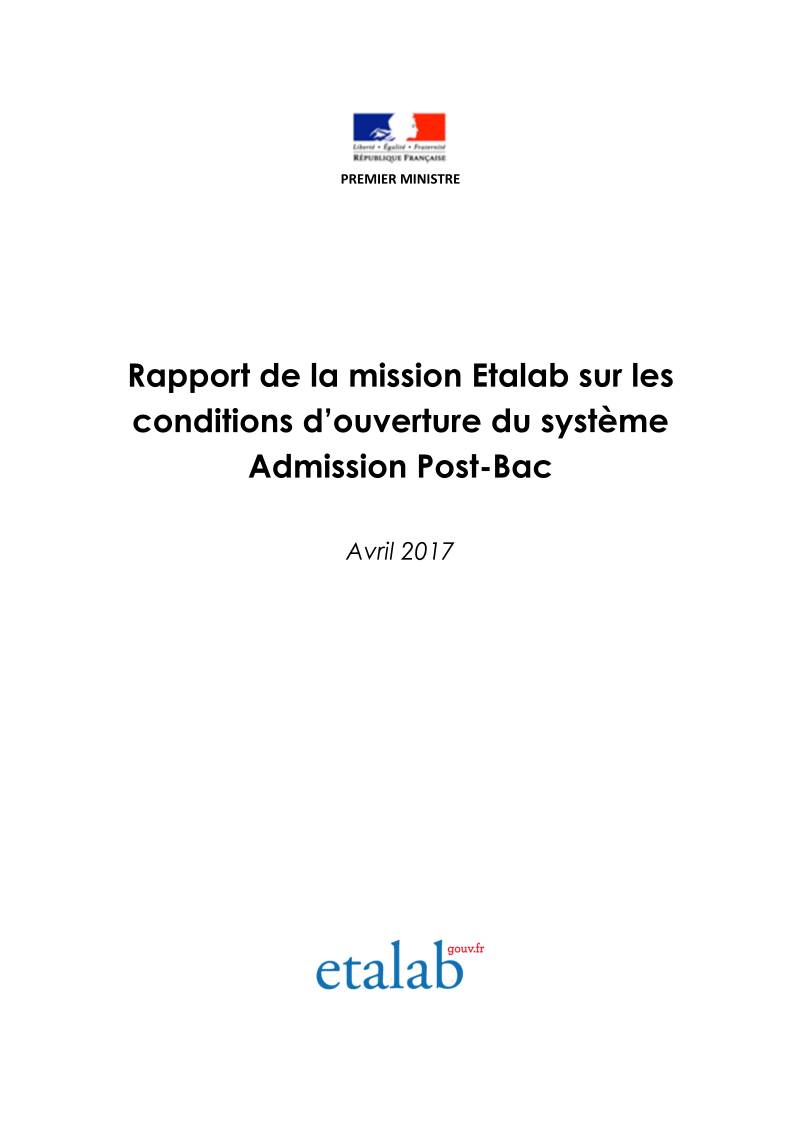 Liberté • Égalité • Fraternité
RÉPUBLIQUE FRANÇAISE
PREMIER MINISTRE
Rapport de la mission Etalab sur les
conditions d’ouverture du système
Admission Post-Bac
Avril 2017
etalab gouv.fr